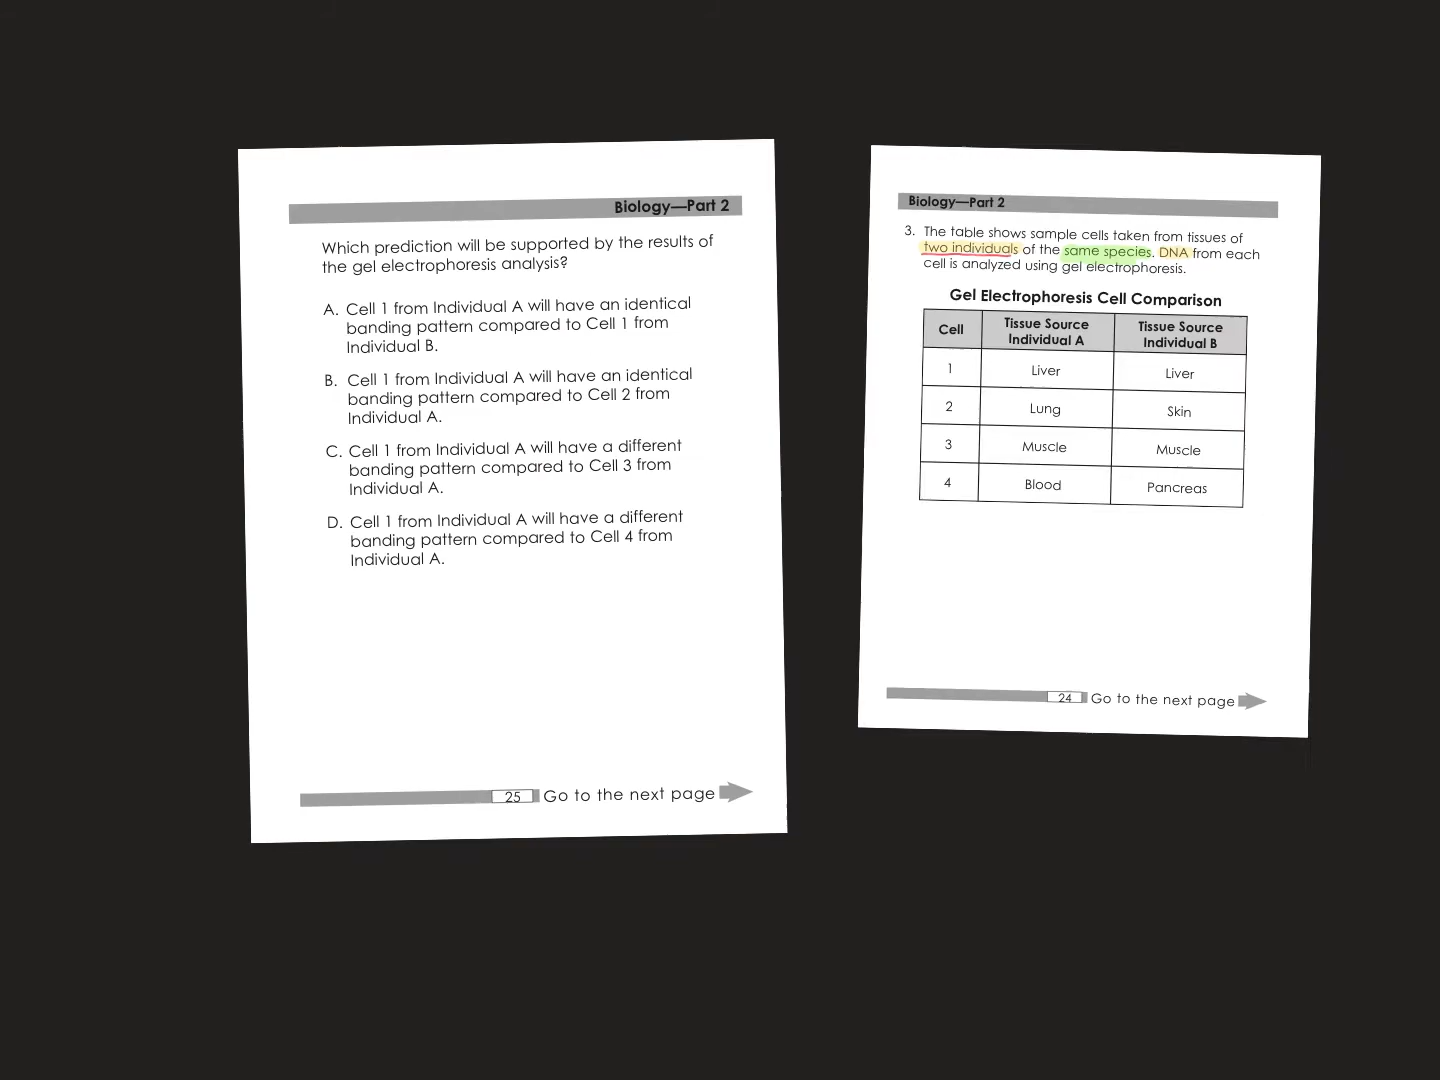 Biology—Part 2
Which prediction will be supported by the results of
the gel electrophoresis analysis?
A. Cell 1 from Individual A will have an identical
banding pattern compared to Cell 1 from
Individual B.
B. Cell 1 from Individual A will have an identical
banding pattern compared to Cell 2 from
Individual A.
C. Cell 1 from Individual A will have a different
banding pattern compared to Cell 3 from
Individual A.
D. Cell 1 from Individual A will have a different
banding pattern compared to Cell 4 from
Individual A.
25 Go to the next page
Biology—Part 2
3. The table shows sample cells taken from tissues of
two individuals of the same species. DNA from each
cell is analyzed using gel electrophoresis.
Gel Electrophoresis Cell Comparison
Cell Tissue Source Individual A Tissue Source Individual B
1 Liver Liver
2 Lung Skin
3 Muscle Muscle
4 Blood Pancreas
24 Go to the next page